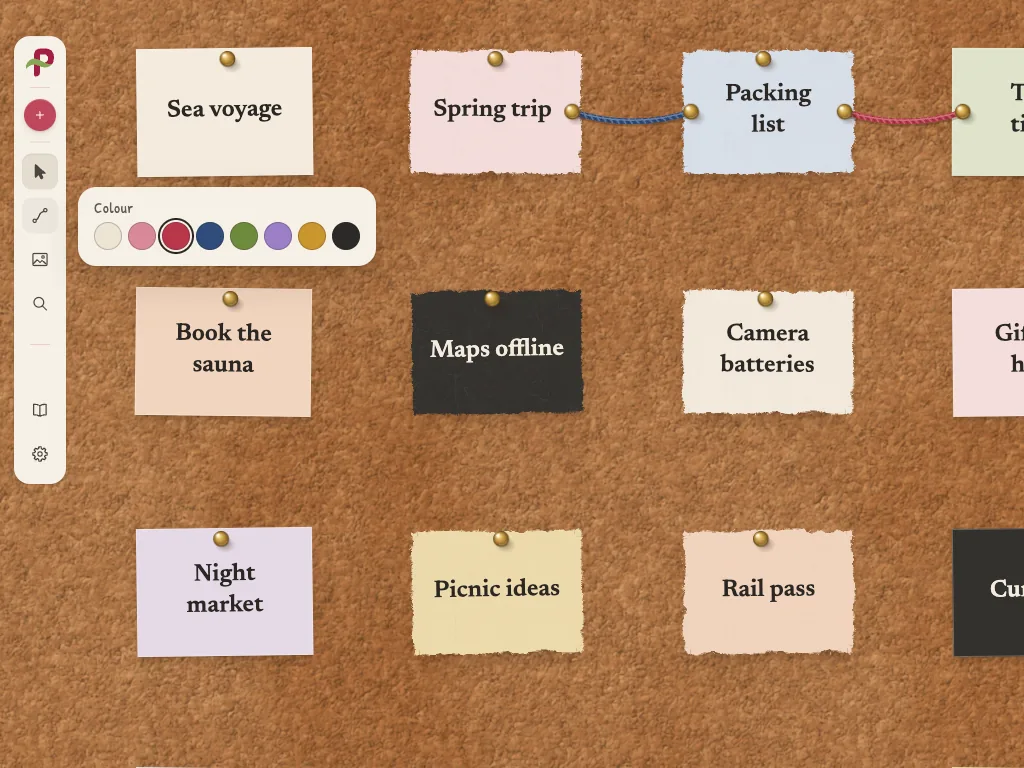 Sea voyage
Spring trip
Packing
list
Colour
Book the
sauna
Maps offline
Camera
batteries
Night
market
Picnic ideas
Rail pass